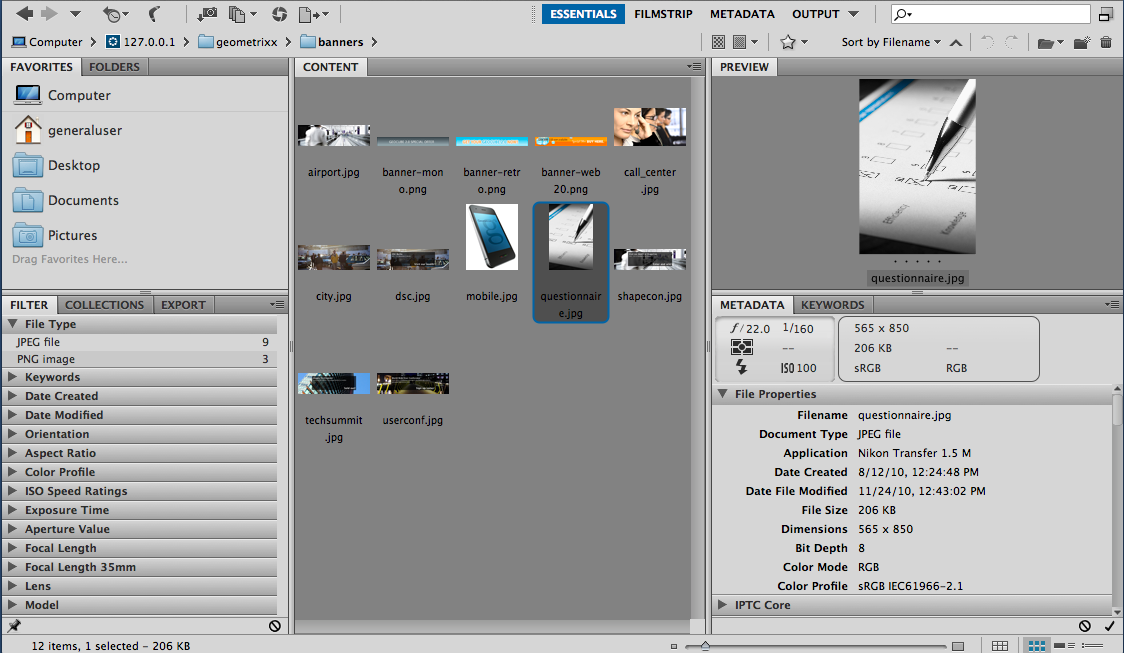 ESSENTIALS FILMSTRIP METADATA OUTPUT
Computer 127.0.0.1 geometrixx banners
Sort by Filename
FAVORITES FOLDERS
Computer
generaluser
Desktop
Documents
Pictures
Drag Favorites Here...
FILTER COLLECTIONS EXPORT
File Type
JPEG file 9
PNG image 3
Keywords
Date Created
Date Modified
Orientation
Aspect Ratio
Color Profile
ISO Speed Ratings
Exposure Time
Aperture Value
Focal Length
Focal Length 35mm
Lens
Model
CONTENT
airport.jpg
banner-mon
o.png
banner-retr
o.png
banner-web
20.png
call_center
.jpg
city.jpg
dsc.jpg
mobile.jpg
questionnair
e.jpg
shapecon.jpg
techsummit
.jpg
userconf.jpg
PREVIEW
questionnaire.jpg
METADATA KEYWORDS
f/22.0 1/160
--
ISO 100
565 x 850
206 KB --
sRGB RGB
File Properties
Filename questionnaire.jpg
Document Type JPEG file
Application Nikon Transfer 1.5 M
Date Created 8/12/10, 12:24:48 PM
Date File Modified 11/24/10, 12:43:02 PM
File Size 206 KB
Dimensions 565 x 850
Bit Depth 8
Color Mode RGB
Color Profile sRGB IEC61966-2.1
IPTC Core
12 items, 1 selected - 206 KB